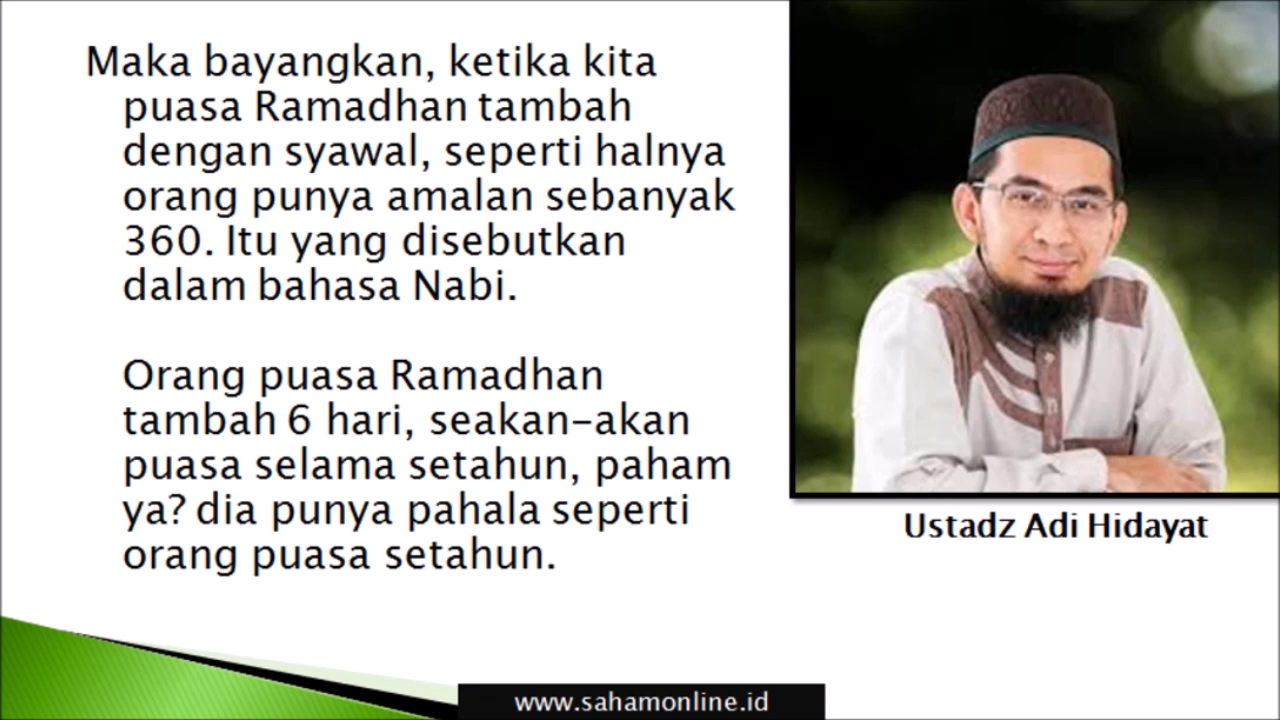 Maka bayangkan, ketika kita
puasa Ramadhan tambah
dengan syawal, seperti halnya
orang punya amalan sebanyak
360. Itu yang disebutkan
dalam bahasa Nabi.
Orang puasa Ramadhan
tambah 6 hari, seakan-akan
puasa selama setahun, paham
ya? dia punya pahala seperti
orang puasa setahun.
Ustadz Adi Hidayat
www.sahamonline.id